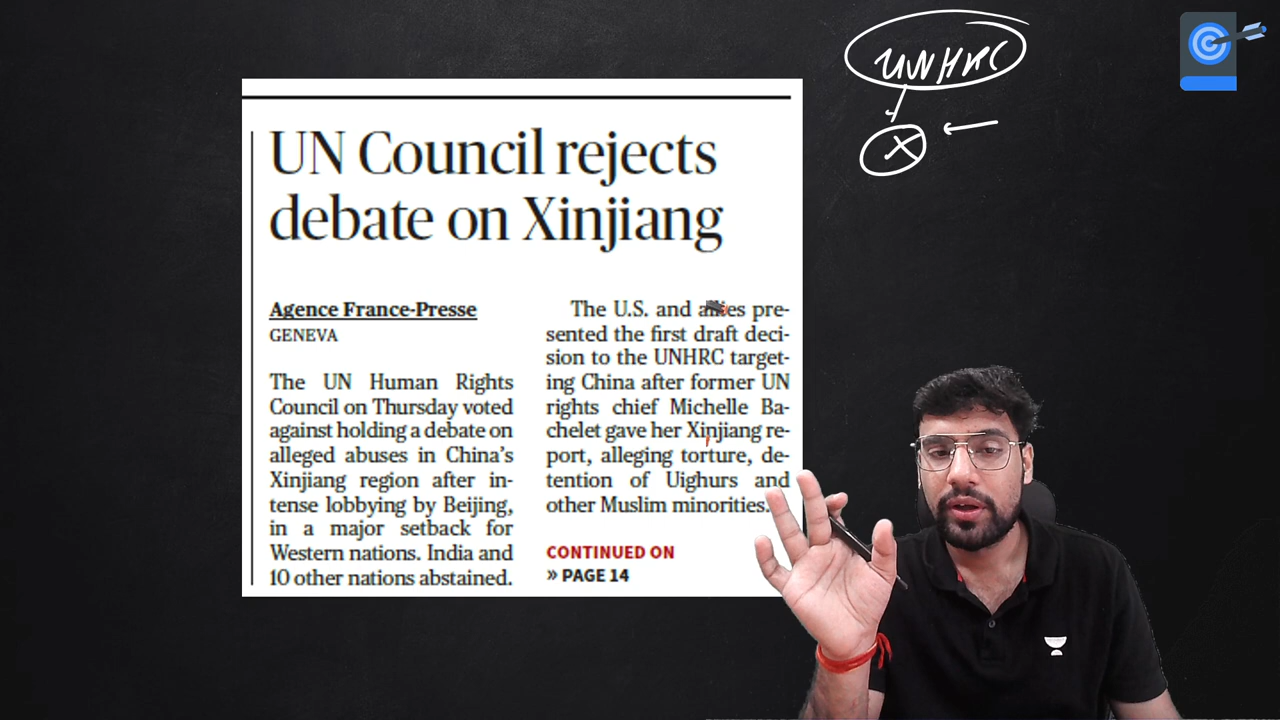 UNHRC
UN Council rejects
debate on Xinjiang
Agence France-Presse
GENEVA
The UN Human Rights
Council on Thursday voted
against holding a debate on
alleged abuses in China's
Xinjiang region after in-
tense lobbying by Beijing,
in a major setback for
Western nations. India and
10 other nations abstained.
The U.S. and allies pre-
sented the first draft deci-
sion to the UNHRC target-
ing China after former UN
rights chief Michelle Ba-
chelet gave her Xinjiang re-
port, alleging torture, de-
tention of Uighurs and
other Muslim minorities.
CONTINUED ON
» PAGE 14